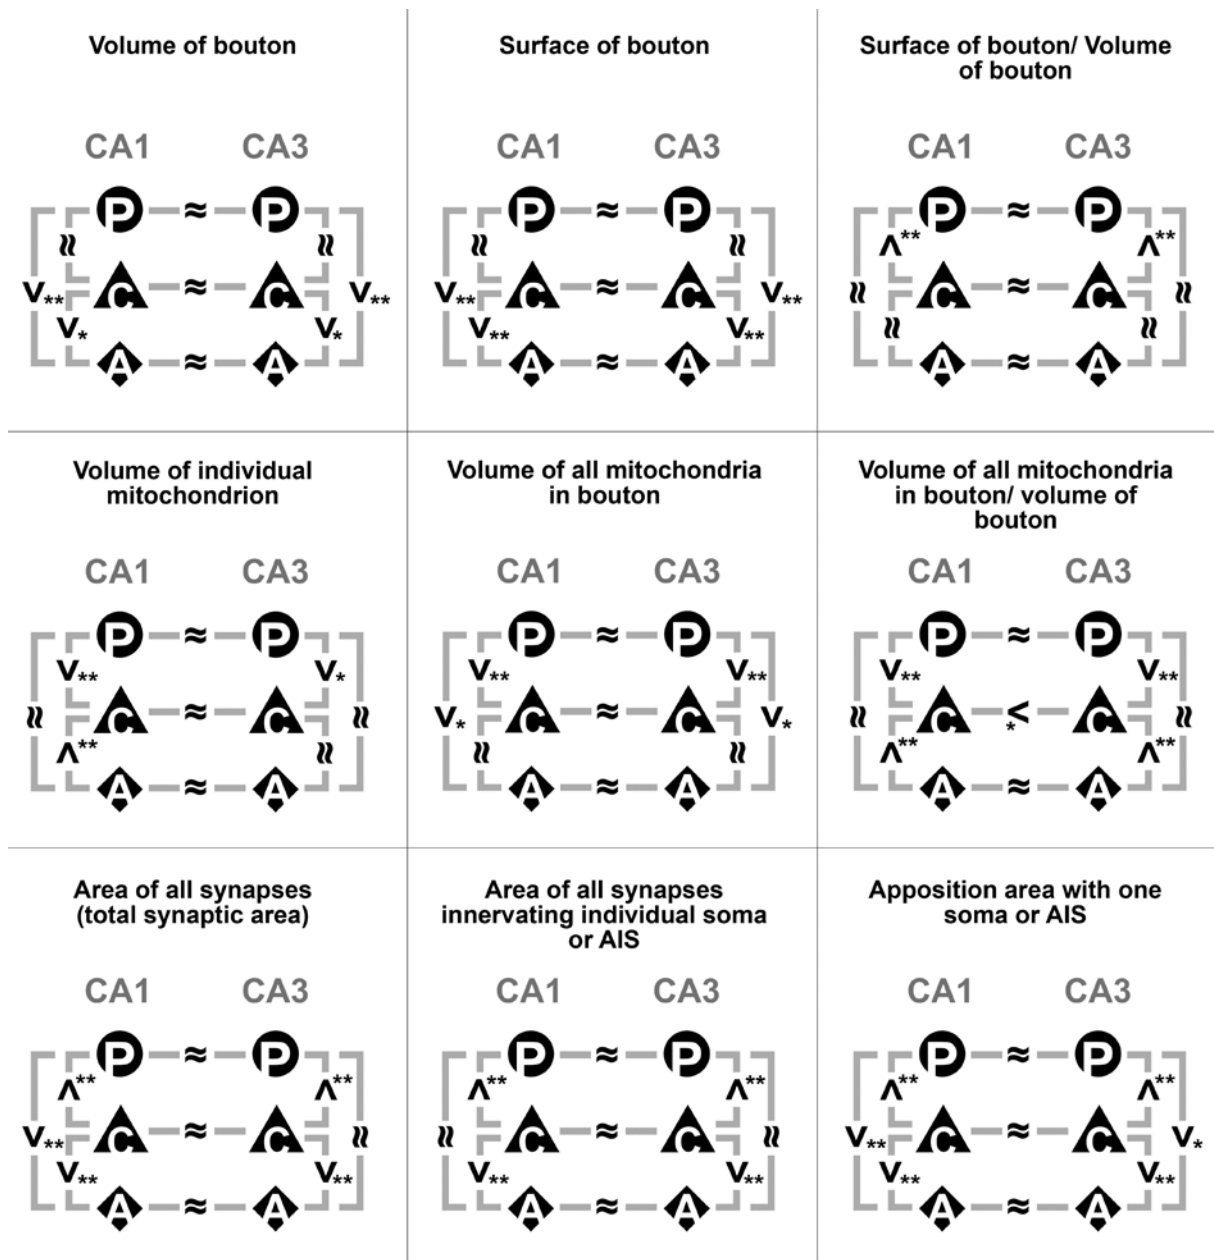 Volume of bouton
CA1 CA3
P ≈ P
≈ ≈
V** C ≈ C V**
V* V*
A ≈ A
Surface of bouton
CA1 CA3
P ≈ P
≈ ≈
V** C ≈ C V**
V** V**
A ≈ A
Surface of bouton/ Volume
of bouton
CA1 CA3
P ≈ P
Λ** Λ**
≈ C ≈ C ≈
≈ ≈
A ≈ A
Volume of individual
mitochondrion
CA1 CA3
P ≈ P
V** V*
≈ C ≈ C ≈
Λ** ≈
A ≈ A
Volume of all mitochondria
in bouton
CA1 CA3
P ≈ P
V** V**
V* C ≈ C V*
≈ ≈
A ≈ A
Volume of all mitochondria
in bouton/ volume of
bouton
CA1 CA3
P ≈ P
V** V**
≈ C <* C ≈
Λ** Λ**
A ≈ A
Area of all synapses
(total synaptic area)
CA1 CA3
P ≈ P
Λ** Λ**
V** C ≈ C ≈
V** V**
A ≈ A
Area of all synapses
innervating individual soma
or AIS
CA1 CA3
P ≈ P
Λ** Λ**
≈ C ≈ C ≈
V** V**
A ≈ A
Apposition area with one
soma or AIS
CA1 CA3
P ≈ P
Λ** Λ**
V** C ≈ C V*
V** V**
A ≈ A